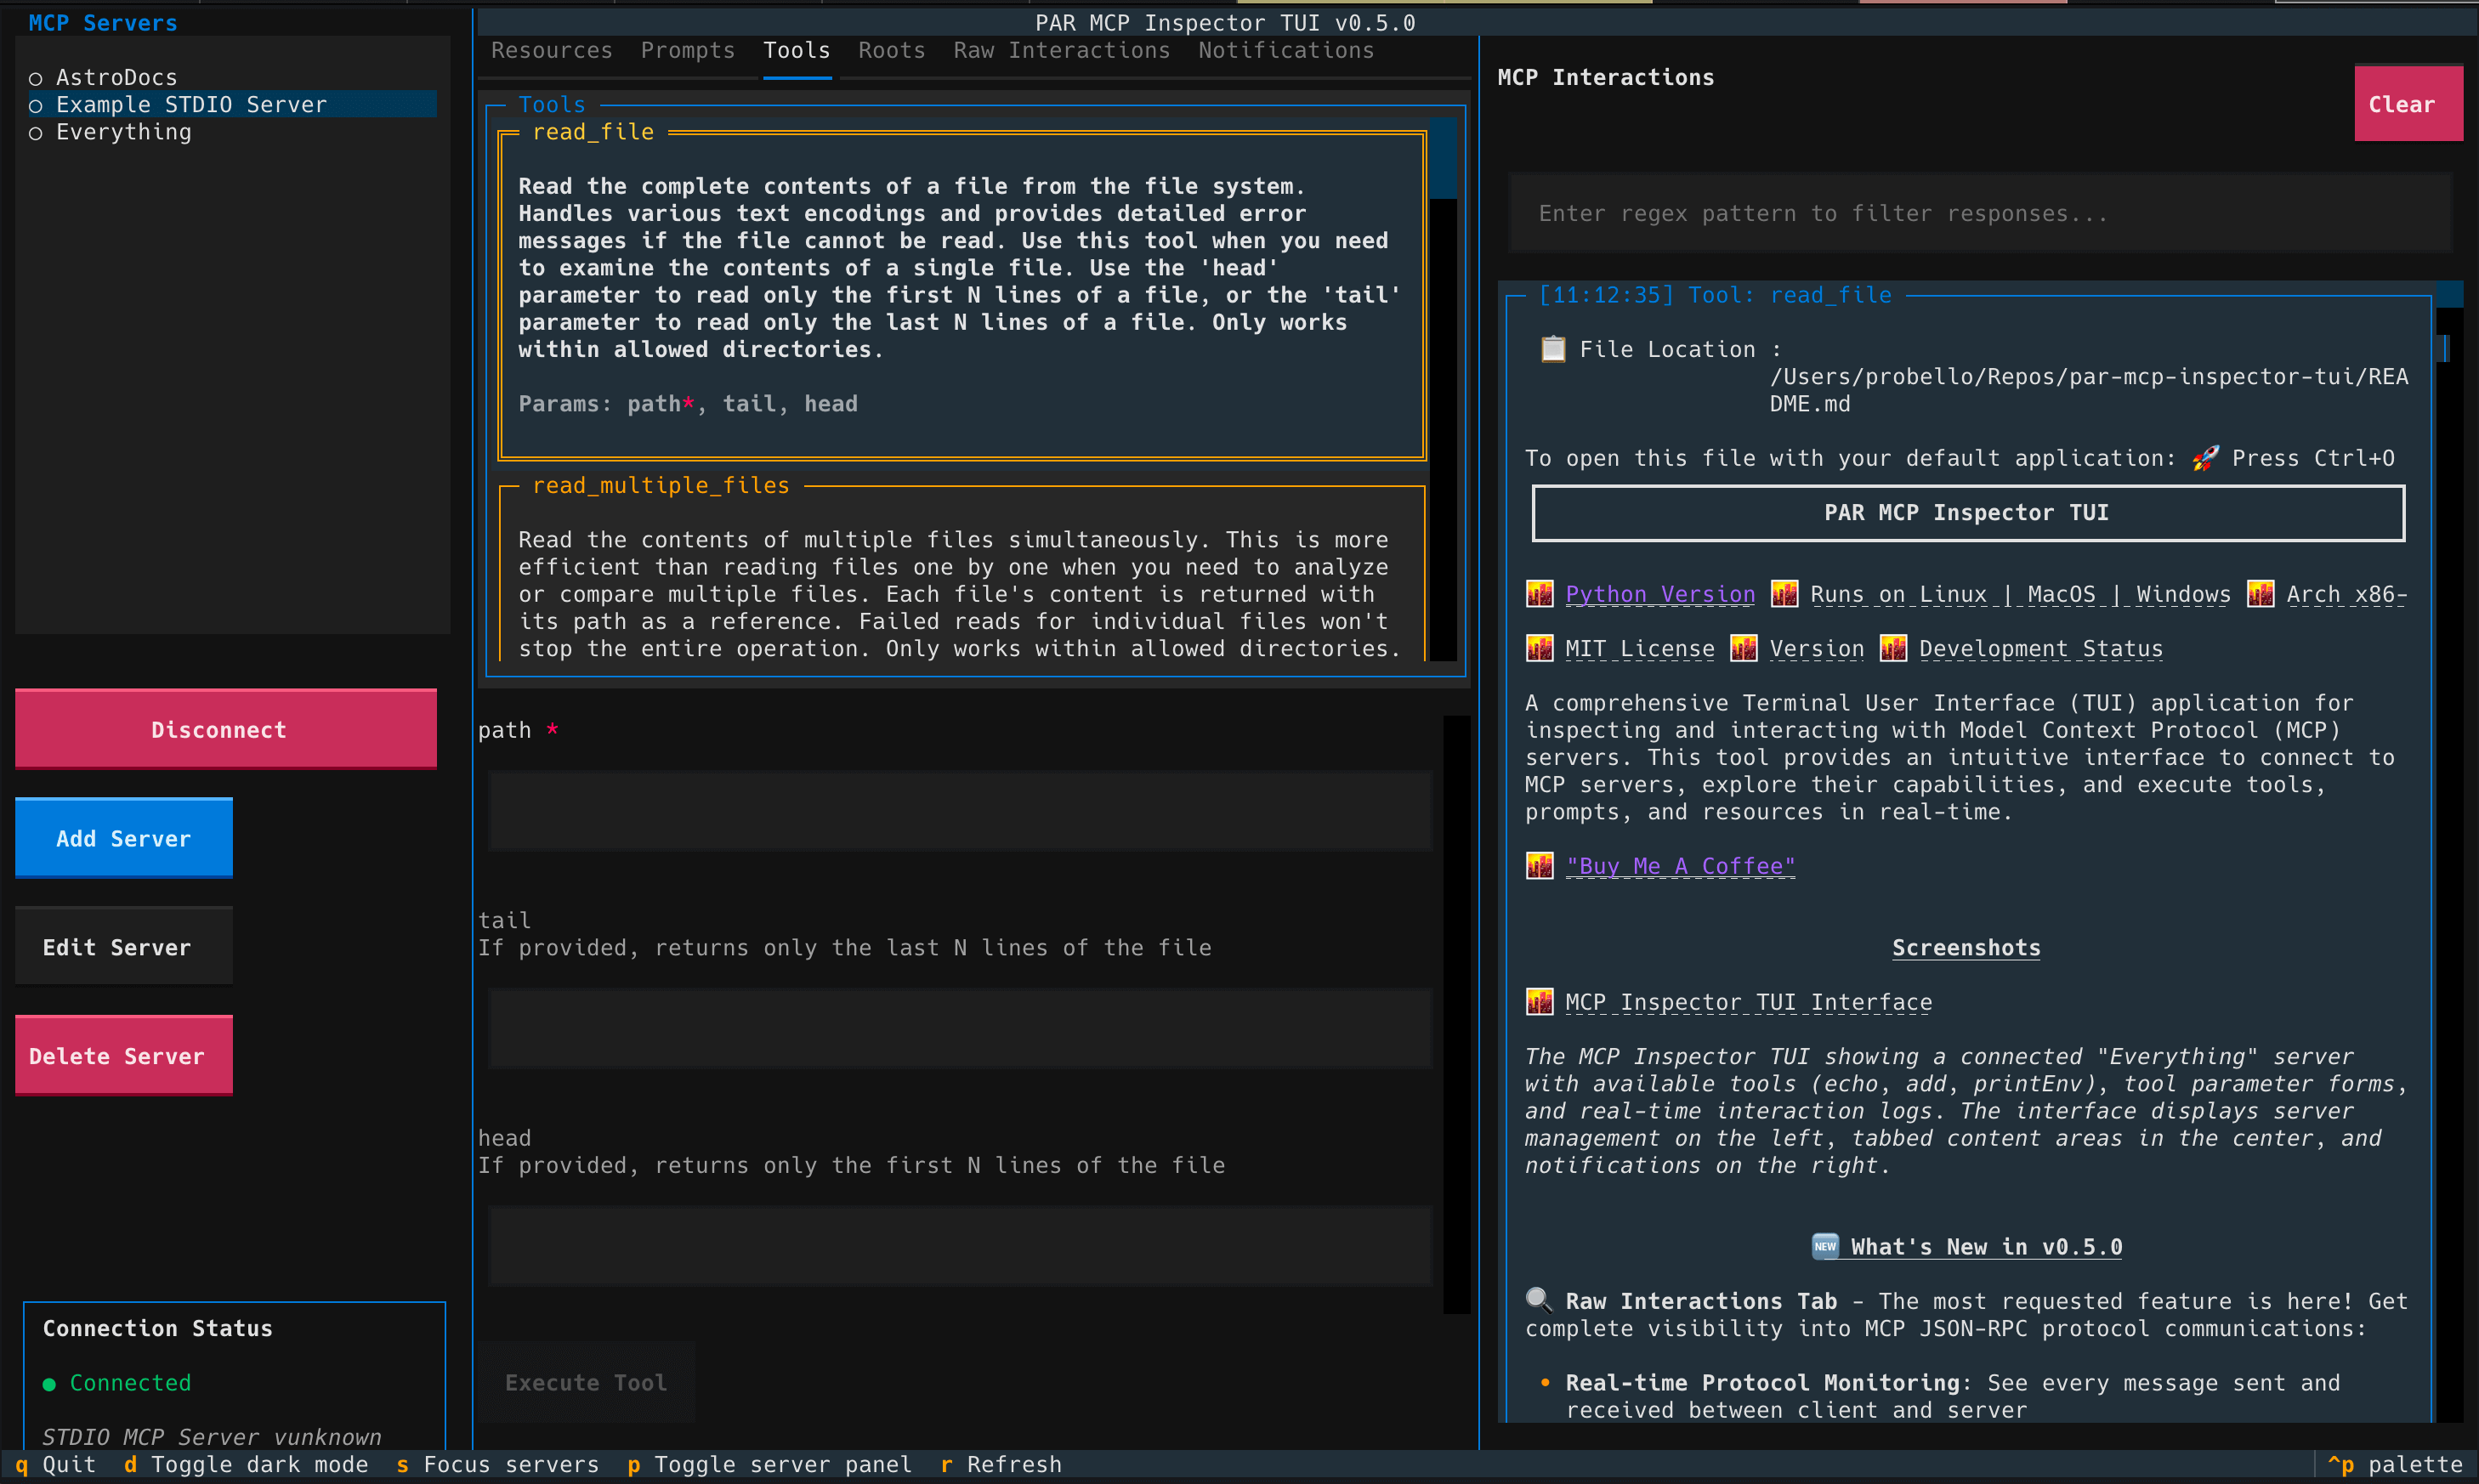 MCP Servers
○ AstroDocs
○ Example STDIO Server
○ Everything
Disconnect
Add Server
Edit Server
Delete Server
Connection Status
● Connected
STDIO MCP Server vunknown
PAR MCP Inspector TUI v0.5.0
Resources Prompts Tools Roots Raw Interactions Notifications
Tools
read_file
Read the complete contents of a file from the file system.
Handles various text encodings and provides detailed error
messages if the file cannot be read. Use this tool when you need
to examine the contents of a single file. Use the 'head'
parameter to read only the first N lines of a file, or the 'tail'
parameter to read only the last N lines of a file. Only works
within allowed directories.
Params: path*, tail, head
read_multiple_files
Read the contents of multiple files simultaneously. This is more
efficient than reading files one by one when you need to analyze
or compare multiple files. Each file's content is returned with
its path as a reference. Failed reads for individual files won't
stop the entire operation. Only works within allowed directories.
path *
tail
If provided, returns only the last N lines of the file
head
If provided, returns only the first N lines of the file
Execute Tool
MCP Interactions
Clear
Enter regex pattern to filter responses...
[11:12:35] Tool: read_file
📋 File Location :
/Users/probello/Repos/par-mcp-inspector-tui/REA
DME.md
To open this file with your default application: 🚀 Press Ctrl+O
PAR MCP Inspector TUI
🌇 Python Version 🌇 Runs on Linux | MacOS | Windows 🌇 Arch x86-
🌇 MIT License 🌇 Version 🌇 Development Status
A comprehensive Terminal User Interface (TUI) application for
inspecting and interacting with Model Context Protocol (MCP)
servers. This tool provides an intuitive interface to connect to
MCP servers, explore their capabilities, and execute tools,
prompts, and resources in real-time.
🌇 "Buy Me A Coffee"
Screenshots
🌇 MCP Inspector TUI Interface
The MCP Inspector TUI showing a connected "Everything" server
with available tools (echo, add, printEnv), tool parameter forms,
and real-time interaction logs. The interface displays server
management on the left, tabbed content areas in the center, and
notifications on the right.
🆕 What's New in v0.5.0
🔍 Raw Interactions Tab - The most requested feature is here! Get
complete visibility into MCP JSON-RPC protocol communications:
• Real-time Protocol Monitoring: See every message sent and
received between client and server
q Quit d Toggle dark mode s Focus servers p Toggle server panel r Refresh
^p palette